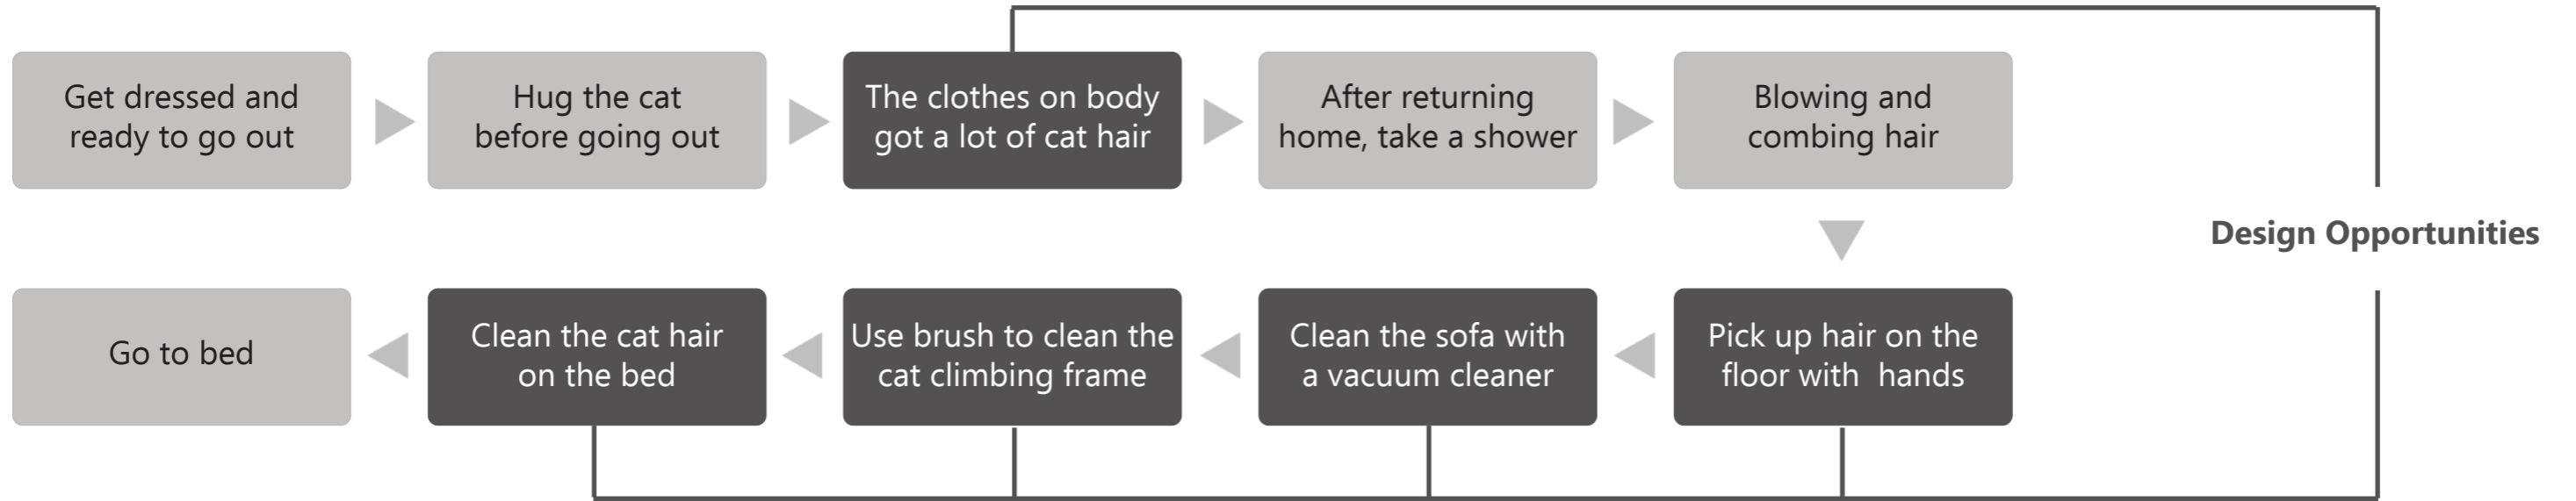 Get dressed and
ready to go out
Hug the cat
before going out
The clothes on body
got a lot of cat hair
After returning
home, take a shower
Blowing and
combing hair
Design Opportunities
Pick up hair on the
floor with  hands
Clean the sofa with
a vacuum cleaner
Use brush to clean the
cat climbing frame
Clean the cat hair
on the bed
Go to bed